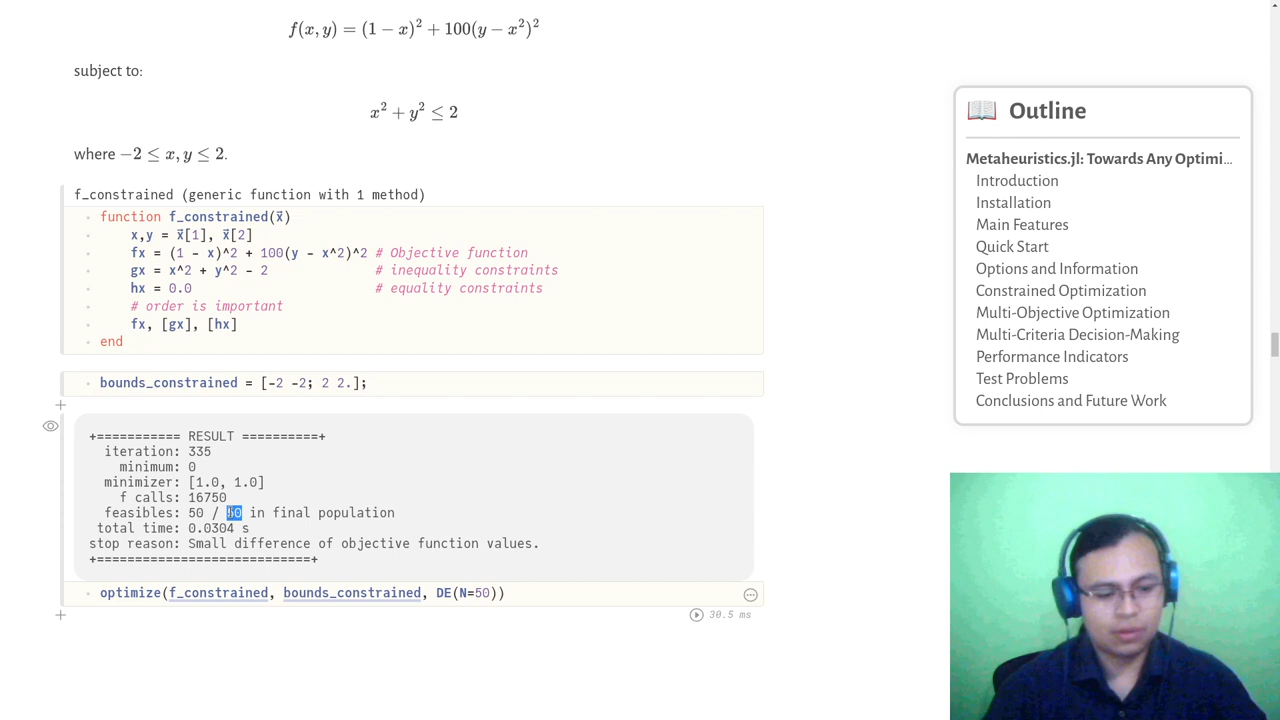 f(x, y) = (1 − x)² + 100(y − x²)²
subject to:
x² + y² ≤ 2
where −2 ≤ x, y ≤ 2.
f_constrained (generic function with 1 method)
function f_constrained(x⃗)
x,y = x⃗[1], x⃗[2]
fx = (1 - x)^2 + 100(y - x^2)^2 # Objective function
gx = x^2 + y^2 - 2 # inequality constraints
hx = 0.0 # equality constraints
# order is important
fx, [gx], [hx]
end
bounds_constrained = [-2 -2; 2 2.];
+=========== RESULT ==========+
iteration: 335
minimum: 0
minimizer: [1.0, 1.0]
f calls: 16750
feasibles: 50 / 50 in final population
total time: 0.0304 s
stop reason: Small difference of objective function values.
+============================+
optimize(f_constrained, bounds_constrained, DE(N=50))
30.5 ms
📖 Outline
Metaheuristics.jl: Towards Any Optimi...
Introduction
Installation
Main Features
Quick Start
Options and Information
Constrained Optimization
Multi-Objective Optimization
Multi-Criteria Decision-Making
Performance Indicators
Test Problems
Conclusions and Future Work